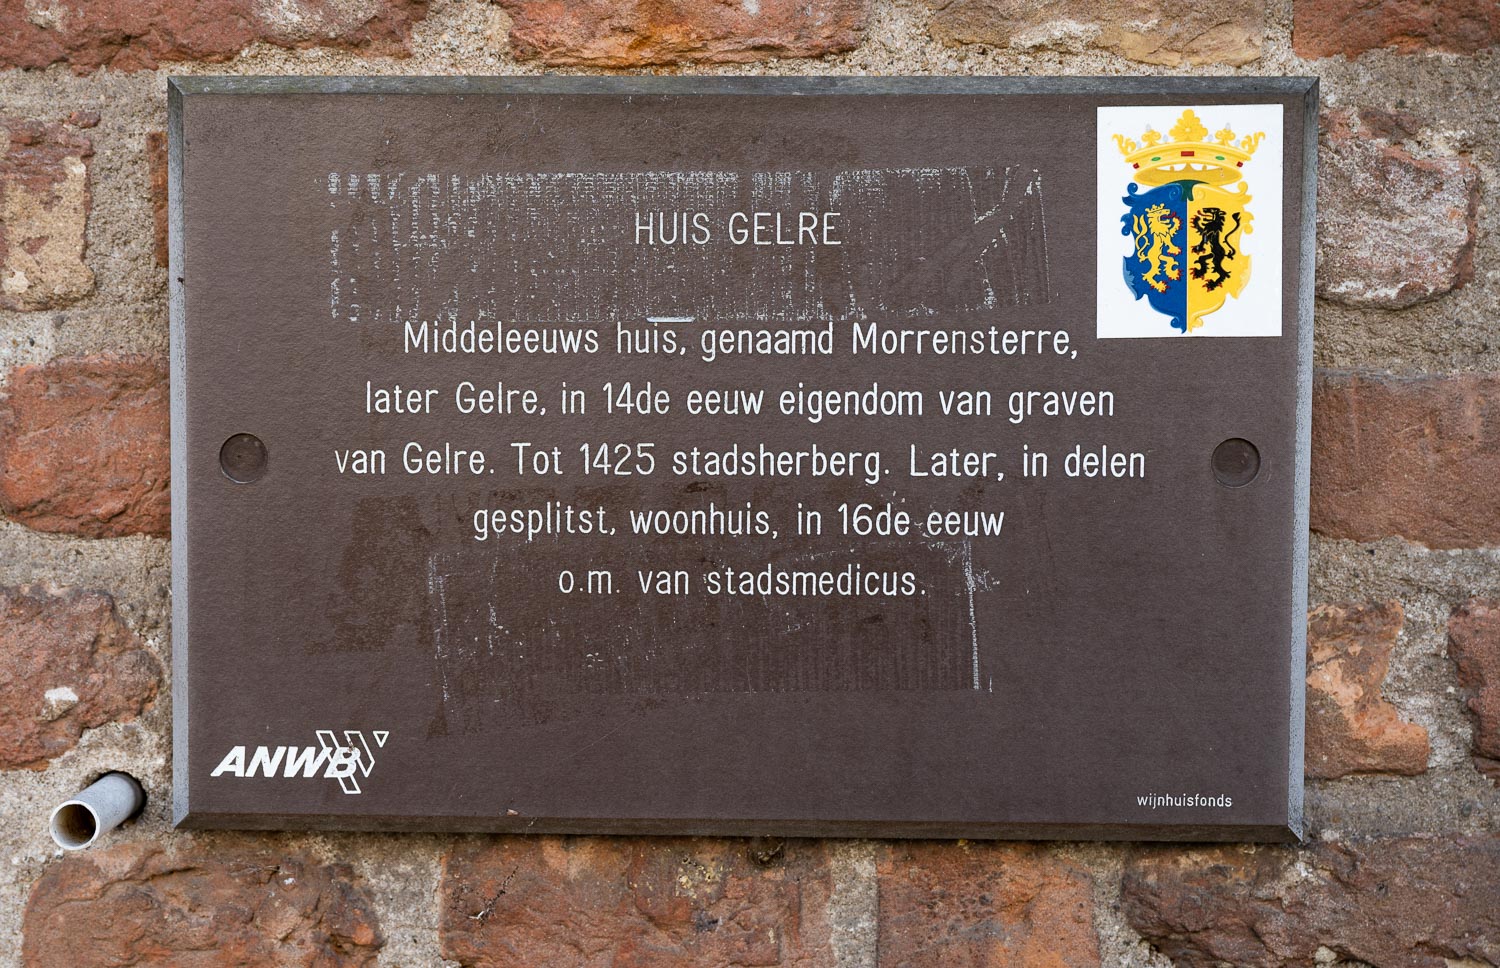 HUIS GELRE
Middeleeuws huis, genaamd Morrensterre,
later Gelre, in 14de eeuw eigendom van graven
van Gelre. Tot 1425 stadsherberg. Later, in delen
gesplitst, woonhuis, in 16de eeuw
o.m. van stadsmedicus.
ANWB
wijnhuisfonds